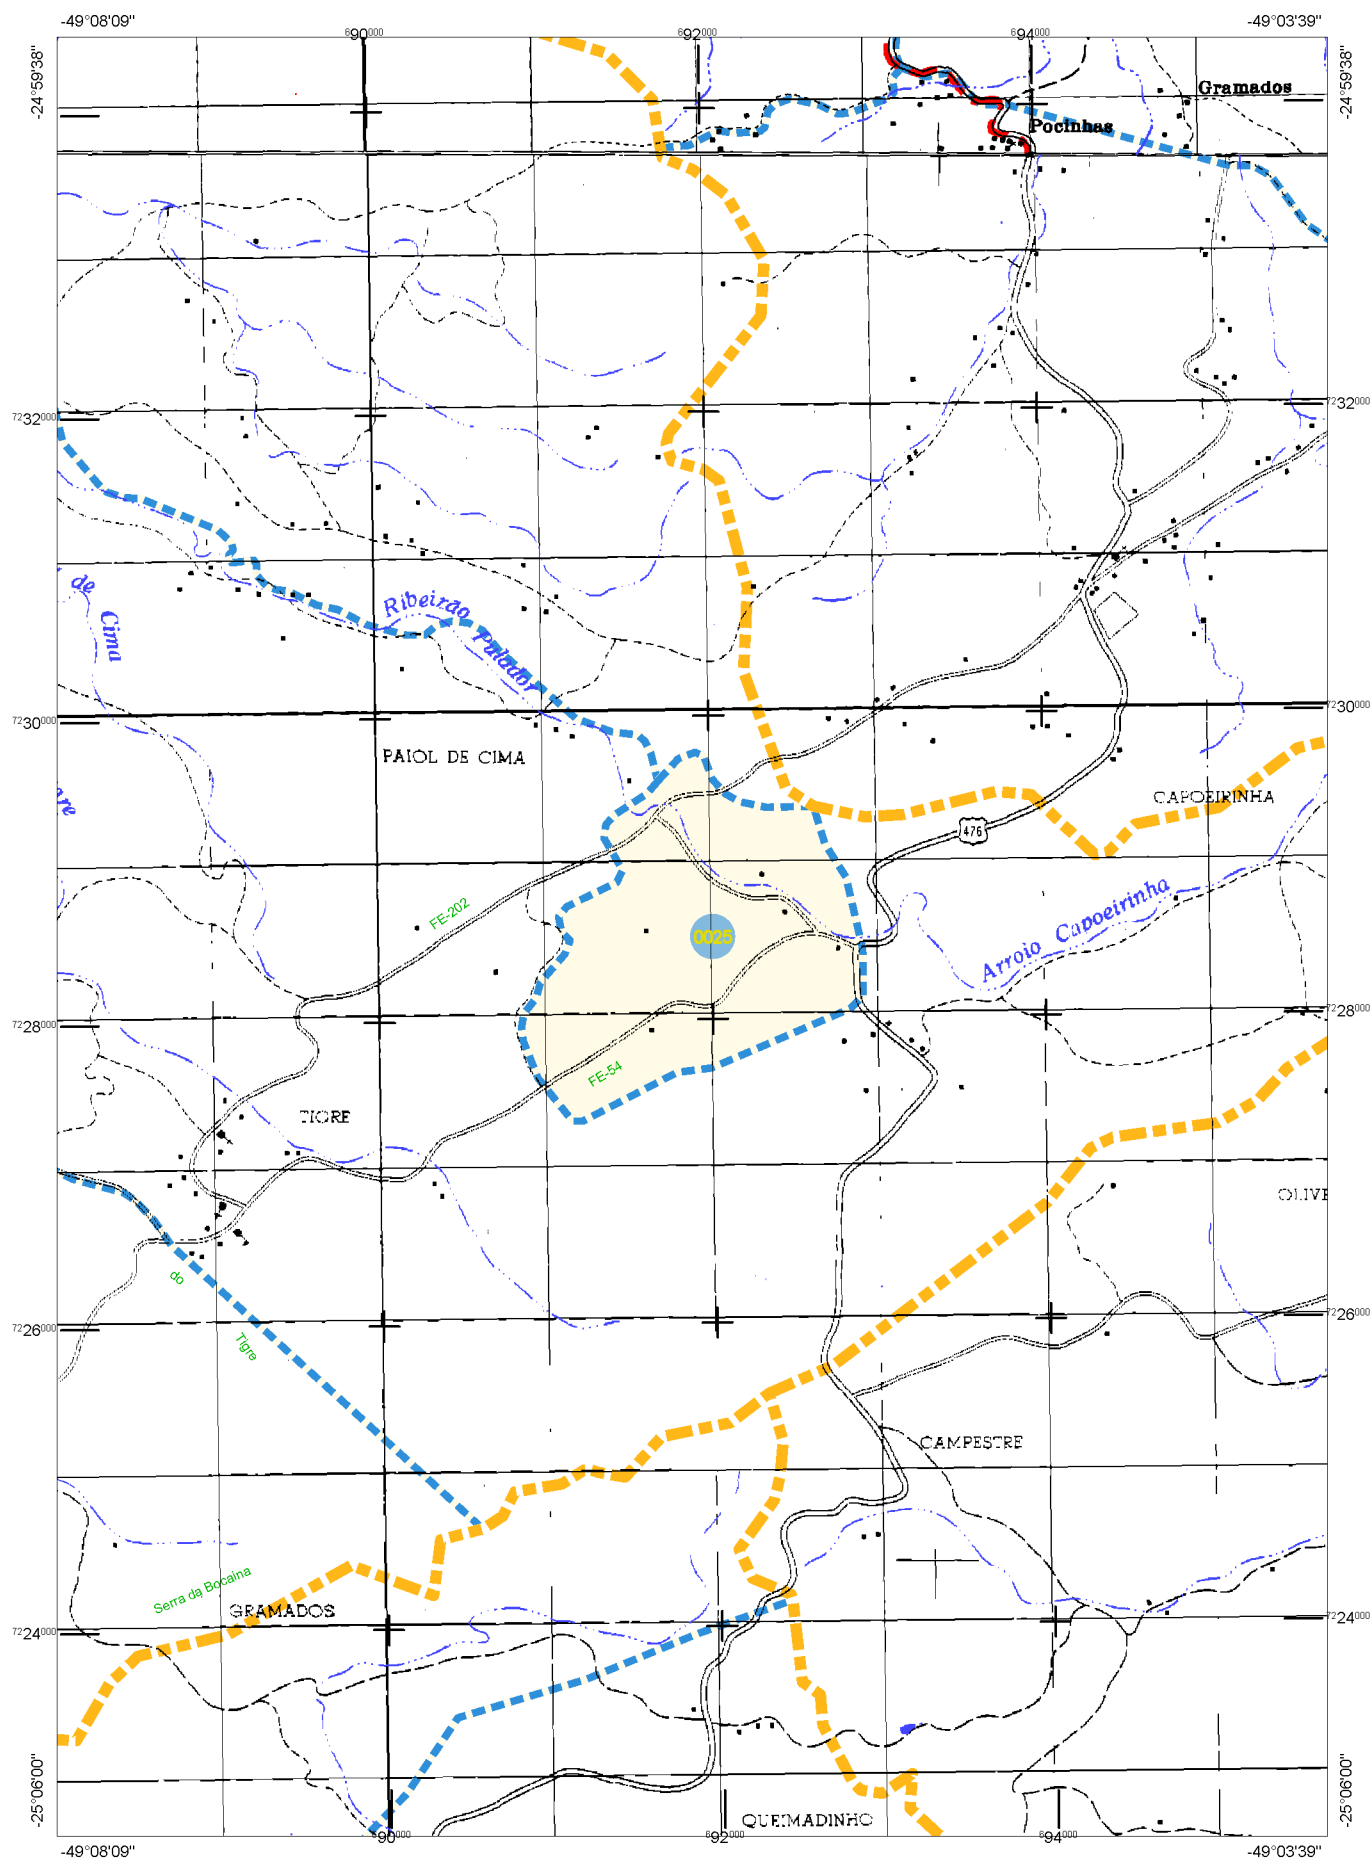 -49°08'09"
-49°03'39"
690000
692000
694000
-24°59'38"
-24°59'38"
Gramados
Pocinhas
7232000
7232000
de Cima
Ribeirão Palador
7230000
7230000
PAIOL DE CIMA
CAPOEIRINHA
476
FE-202
0025
Arroio Capoeirinha
7228000
7228000
FE-54
TIGRE
do
Tigre
7226000
7226000
CAMPESTRE
Serra da Bocaina
GRAMADOS
7224000
7224000
-25°06'00"
-25°06'00"
QUEIMADINHO
690000
692000
694000
-49°08'09"
-49°03'39"